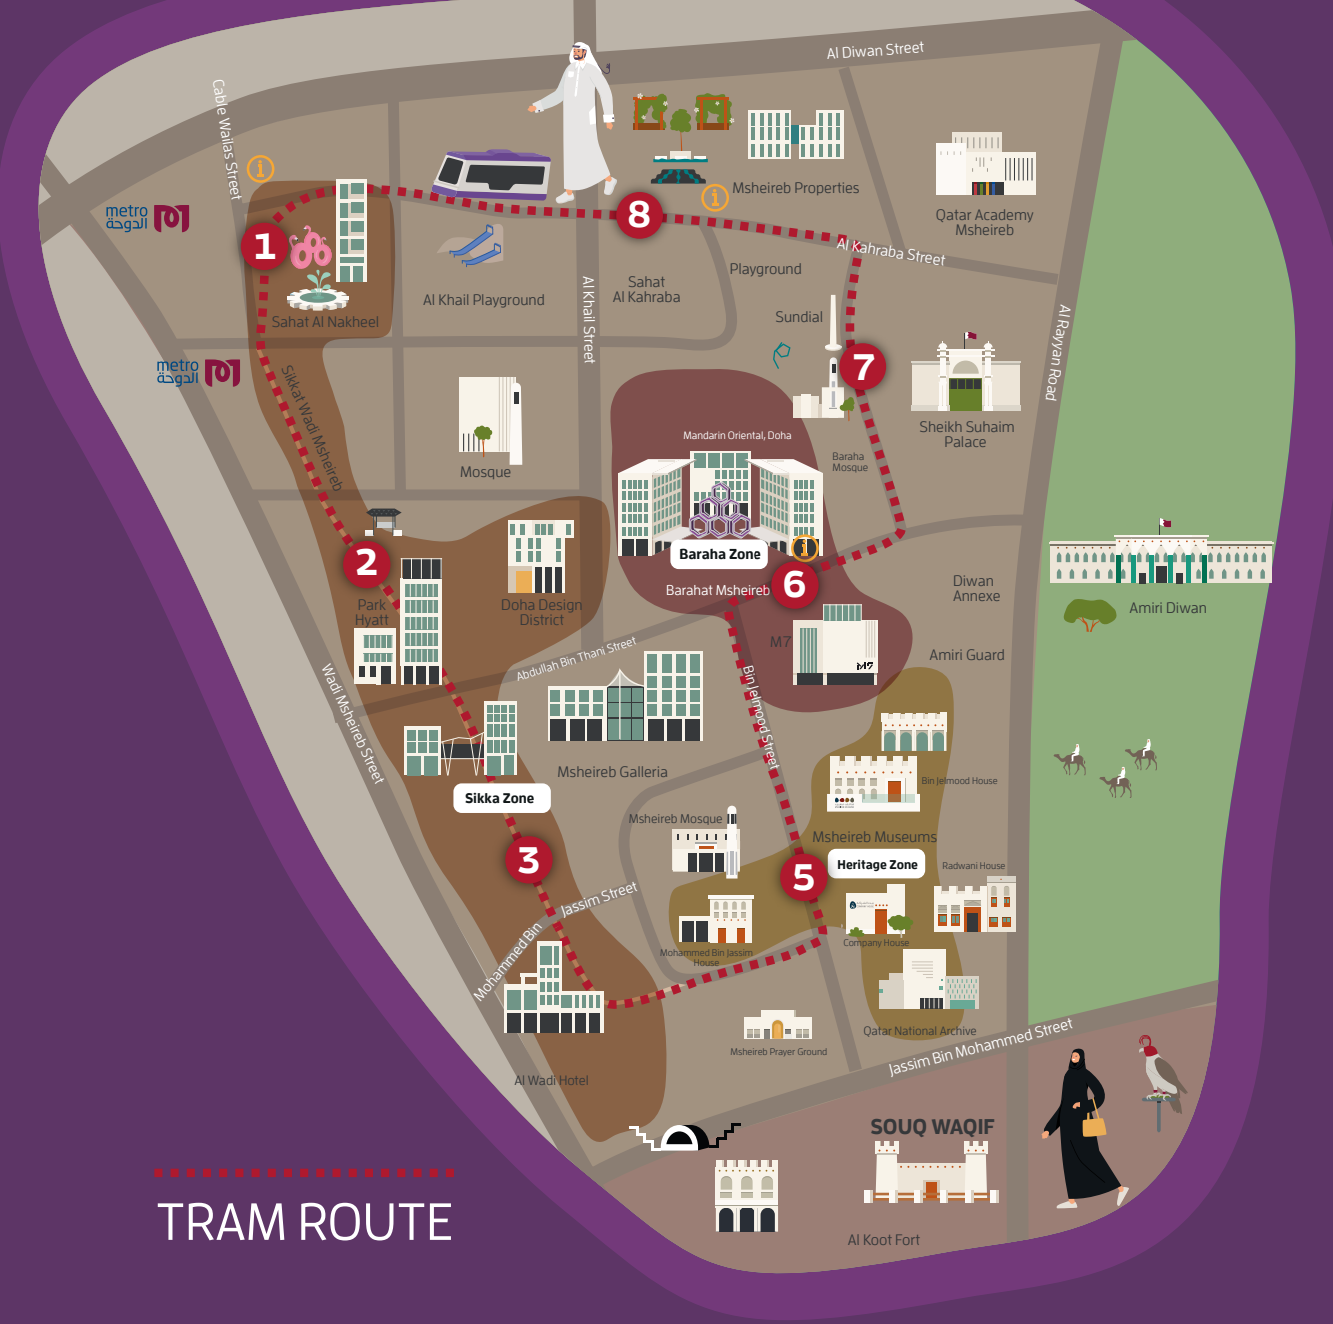 Al Diwan Street
Cable Wailas Street
و
i
metro
الدوحة
Msheireb Properties
i
Qatar Academy
Msheireb
8
1
Al Kahraba Street
Playground
Sahat
Al Kahraba
Al Khail Playground
Al Khail Street
Sundial
Sahat Al Nakheel
Al Rayyan Road
metro
الدوحة
7
Sikkat Wadi Msheireb
Sheikh Suhaim
Palace
Mandarin Oriental, Doha
Baraha
Mosque
Mosque
i
Baraha Zone
2
Barahat Msheireb
6
Diwan
Annexe
Park
Hyatt
Doha Design
District
Amiri Diwan
M7
M7
Amiri Guard
Abdullah Bin Thani Street
Wadi Msheireb Street
Bin Jelmood Street
Msheireb Galleria
Bin Jelmood House
Sikka Zone
Msheireb Mosque
Msheireb Museums
3
Heritage Zone
Radwani House
5
Mohammed Bin Jassim Street
Company House
Mohammed Bin Jassim
House
Qatar National Archive
Msheireb Prayer Ground
Jassim Bin Mohammed Street
Al Wadi Hotel
SOUQ WAQIF
Al Koot Fort
TRAM ROUTE